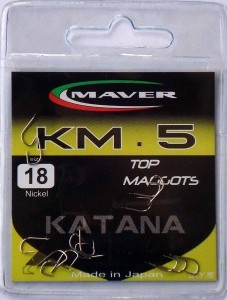 MAVER
KM . 5
18
Nickel
TOP
MAGGOTS
KATANA
Made in Japan